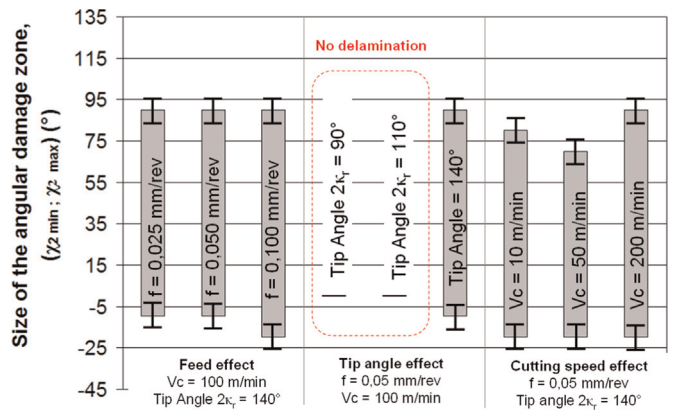 Size of the angular damage zone,
(χ2 min ; χ2 max) (°)
135
115
95
75
55
35
15
-5
-25
-45
No delamination
f = 0,025 mm/rev
f = 0,050 mm/rev
f = 0,100 mm/rev
Tip Angle 2κr = 90°
Tip Angle 2κr = 110°
Tip Angle = 140°
Vc = 10 m/min
Vc = 50 m/min
Vc = 200 m/min
Feed effect
Vc = 100 m/min
Tip Angle 2κr = 140°
Tip angle effect
f = 0,05 mm/rev
Vc = 100 m/min
Cutting speed effect
f = 0,05 mm/rev
Tip angle 2κr = 140°